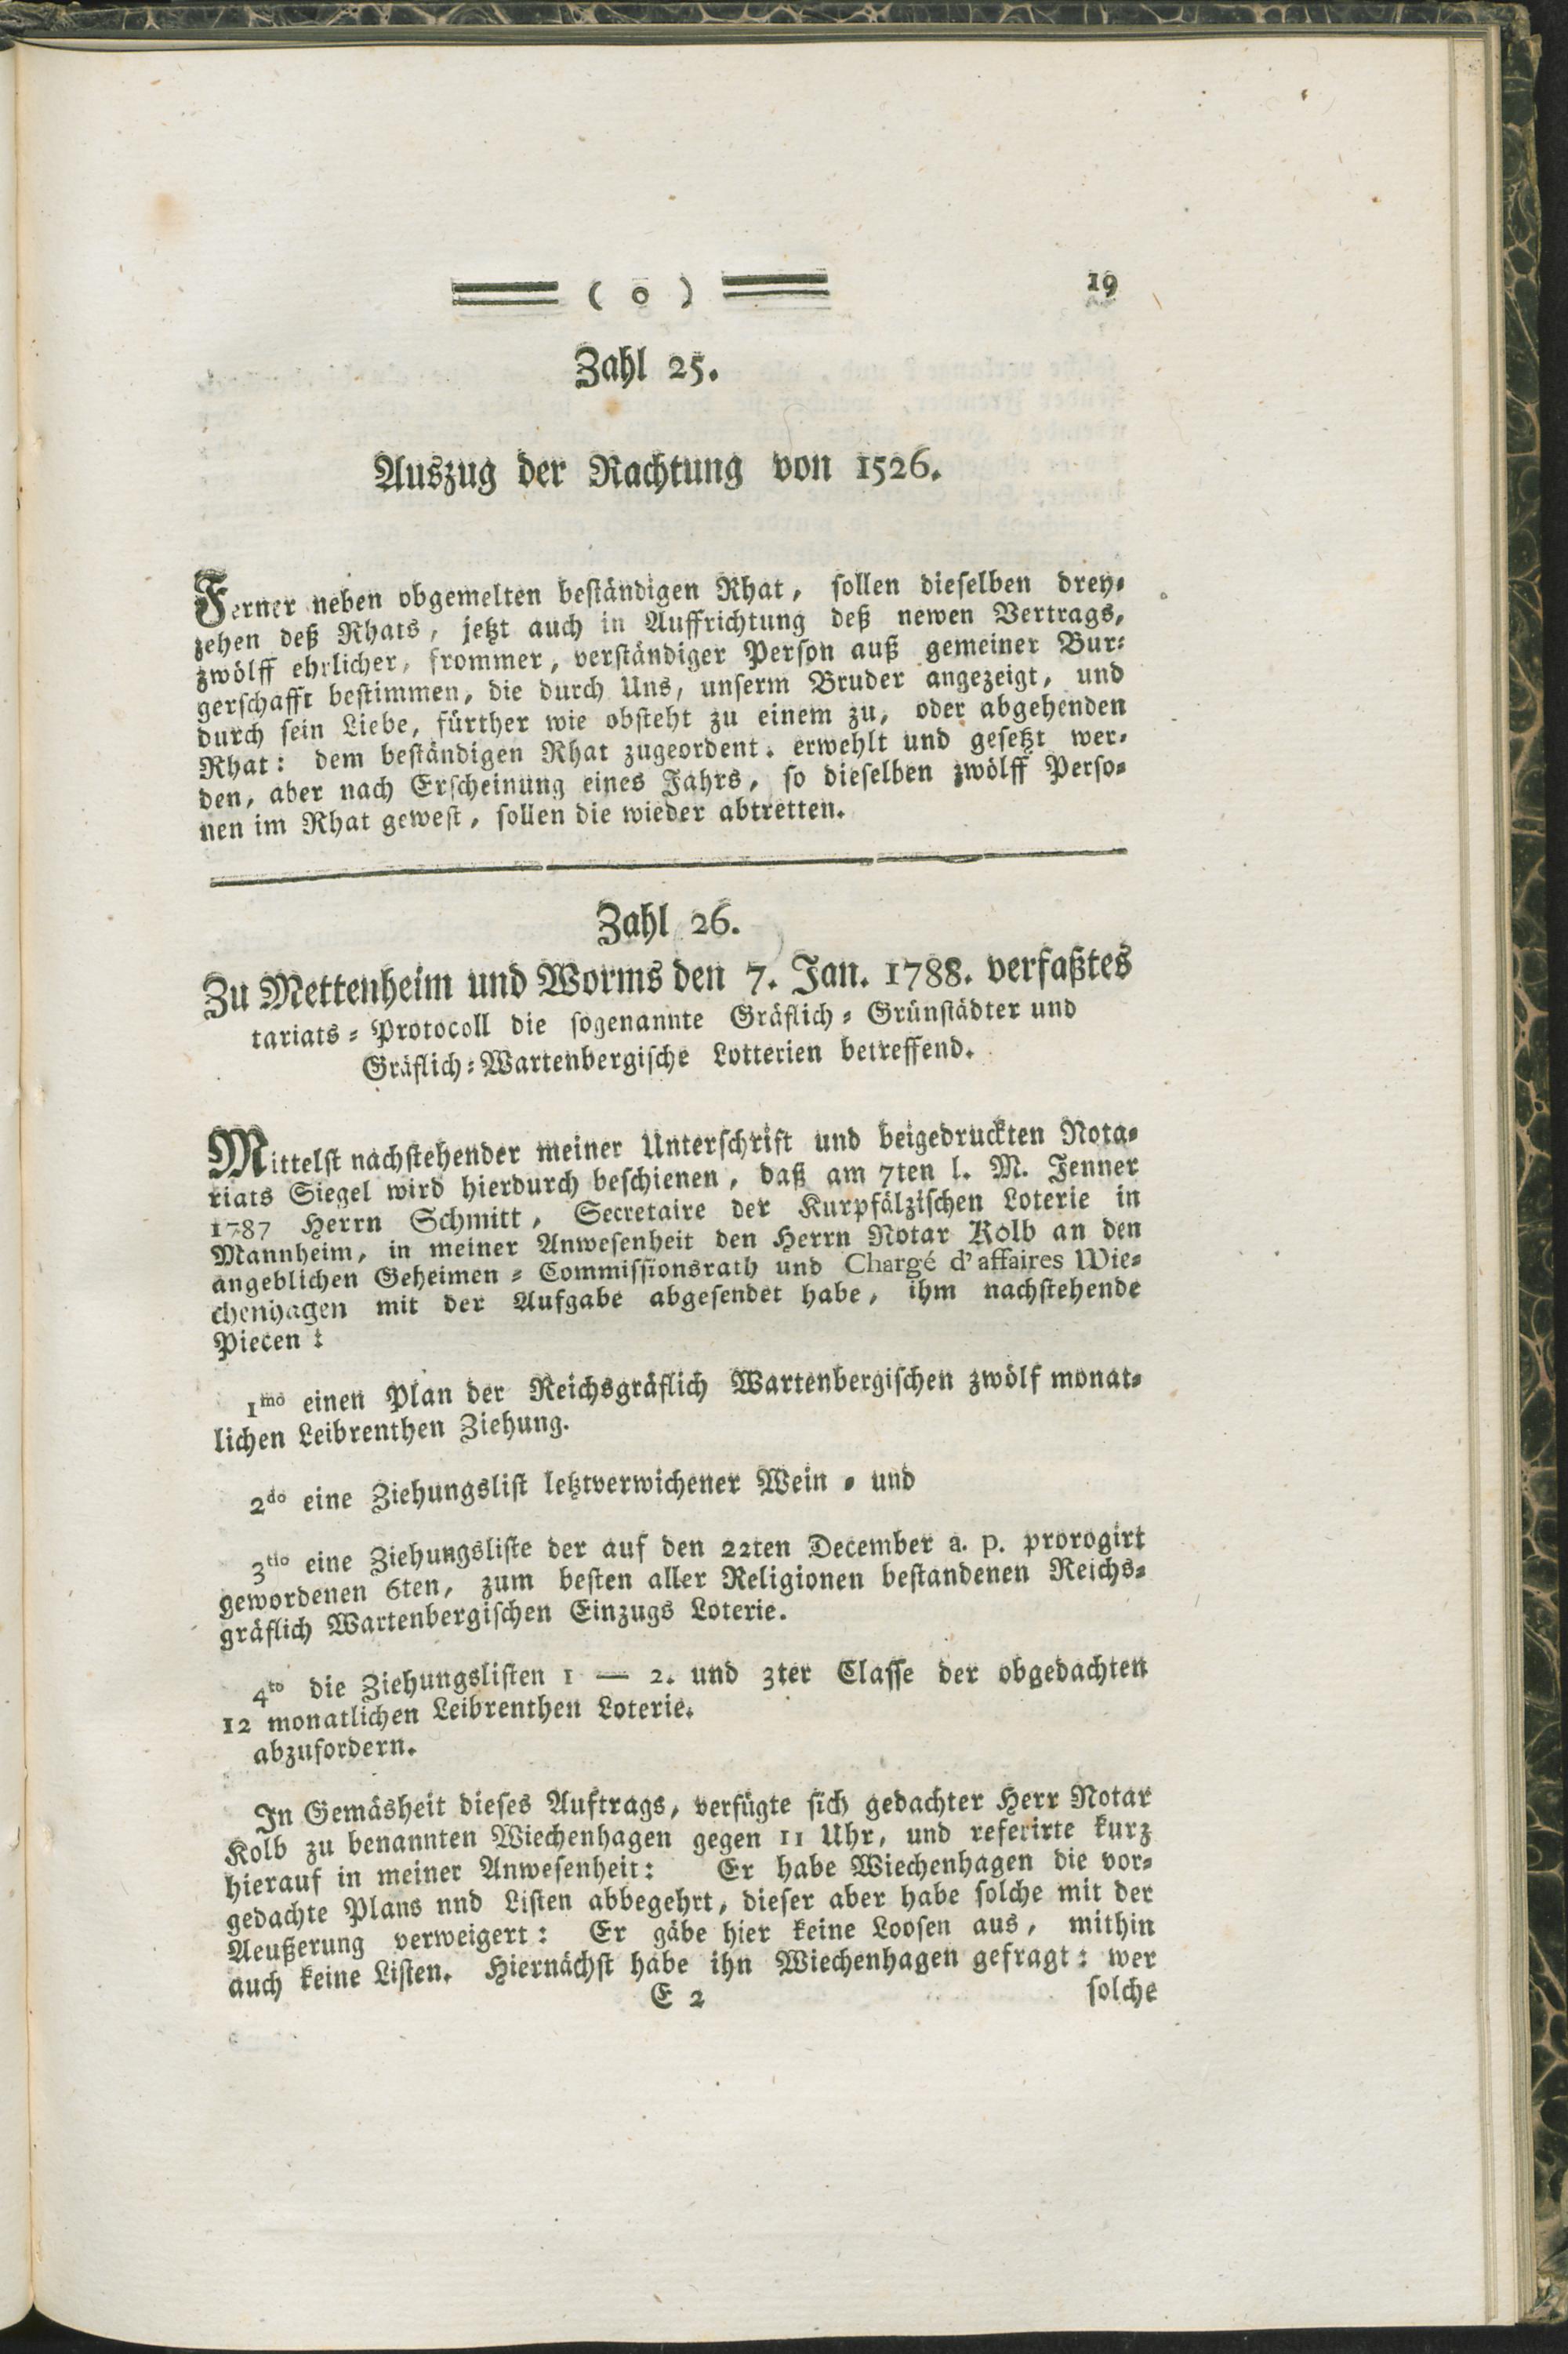 ( o ) 19
Zahl 25.
Auszug der Rachtung von 1526.
Ferner neben obgemelten beständigen Rhat, sollen dieselben drey-
zehen deß Rhats, jetzt auch in Auffrichtung deß newen Vertrags,
zwölff ehrlicher, frommer, verständiger Person auß gemeiner Bur-
gerschafft bestimmen, die durch Uns, unserm Bruder angezeigt, und
durch sein Liebe, fürther wie obsteht zu einem zu, oder abgehenden
Rhat: dem beständigen Rhat zugeordent. erwehlt und gesetzt wer-
den, aber nach Erscheinung eines Jahrs, so dieselben zwölff Perso-
nen im Rhat gewest, sollen die wieder abtretten.
Zahl 26.
Zu Mettenheim und Worms den 7. Jan. 1788. verfaßtes
tariats-Protocoll die sogenannte Gräflich-Grünstädter und
Gräflich-Wartenbergische Lotterien betreffend.
Mittelst nachstehender meiner Unterschrift und beigedruckten Nota-
riats Siegel wird hierdurch beschienen, daß am 7ten l. M. Jenner
1787 Herrn Schmitt, Secretaire der Kurpfälzischen Loterie in
Mannheim, in meiner Anwesenheit den Herrn Notar Kolb an den
angeblichen Geheimen-Commissionsrath und Chargé d'affaires Wie-
chenhagen mit der Aufgabe abgesendet habe, ihm nachstehende
Piecen:
1mo einen Plan der Reichsgräflich Wartenbergischen zwölf monat-
lichen Leibrenthen Ziehung.
2do eine Ziehungslist letztverwichener Wein- und
3tio eine Ziehungsliste der auf den 22ten December a. p. prorogirt
gewordenen 6ten, zum besten aller Religionen bestandenen Reichs-
gräflich Wartenbergischen Einzugs Loterie.
4to die Ziehungslisten 1 — 2. und 3ter Classe der obgedachten
12 monatlichen Leibrenthen Loterie.
abzufordern.
In Gemäsheit dieses Auftrags, verfügte sich gedachter Herr Notar
Kolb zu benannten Wiechenhagen gegen 11 Uhr, und referirte kurz
hierauf in meiner Anwesenheit: Er habe Wiechenhagen die vor-
gedachte Plans nnd Listen abbegehrt, dieser aber habe solche mit der
Aeußerung verweigert: Er gäbe hier keine Loosen aus, mithin
auch keine Listen. Hiernächst habe ihn Wiechenhagen gefragt: wer
E 2 solche